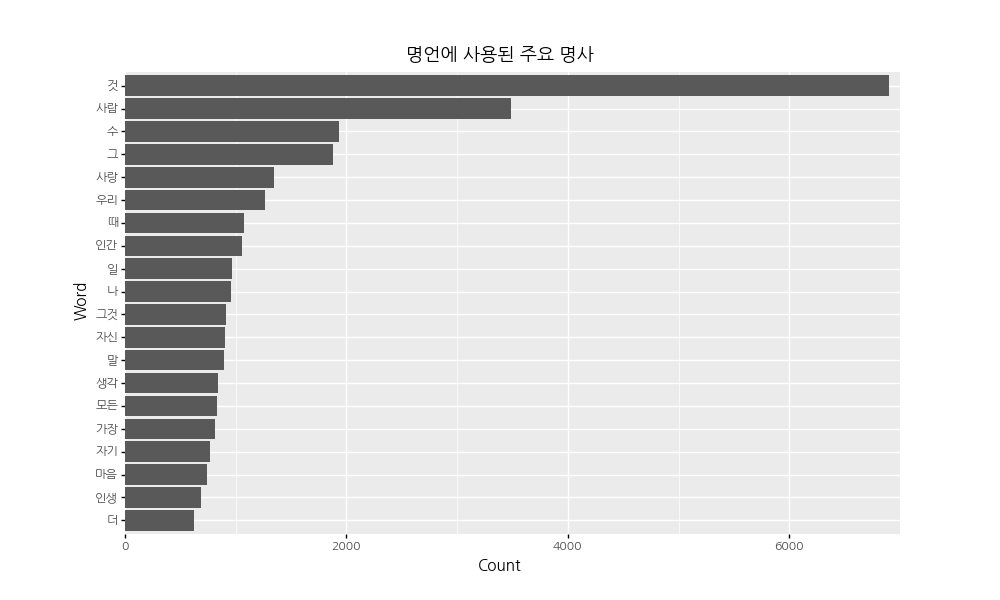 명언에 사용된 주요 명사
것
사람
수
그
사랑
우리
때
인간
일
나
그것
자신
말
생각
모든
가장
자기
마음
인생
더
Word
0 2000 4000 6000
Count